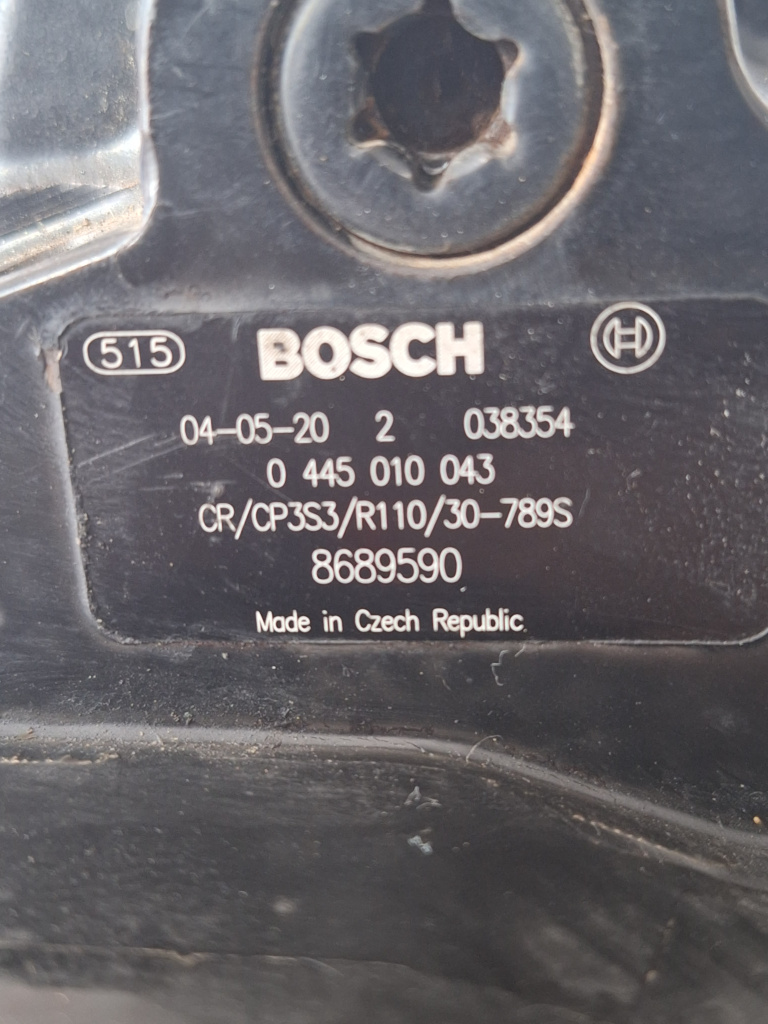 515 BOSCH
04-05-20 2 038354
0 445 010 043
CR/CP3S3/R110/30-789S
8689590
Made in Czech Republic